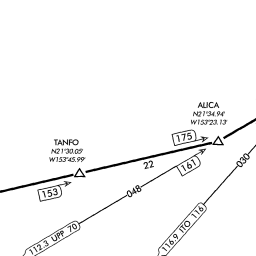 ALICA
N21°34.94'
W153°23.13'
TANFO
N21°30.05'
W153°45.99'
175
161
22
153
048
030
112.3 UPP 70
116.9 ITO 116